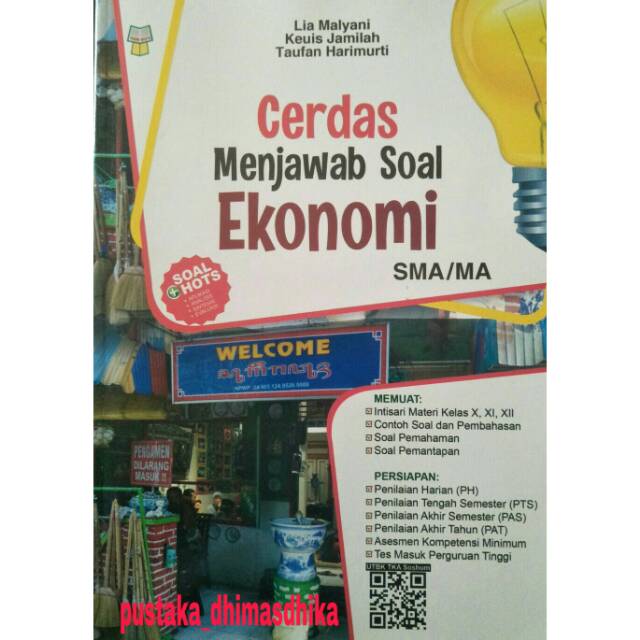 Lia Malyani
Keuis Jamilah
Taufan Harimurti
Cerdas
Menjawab Soal
Ekonomi
SMA/MA
SOAL
HOTS
WELCOME
PENGAMEN
DILARANG
MASUK !!
MEMUAT:
Intisari Materi Kelas X, XI, XII
Contoh Soal dan Pembahasan
Soal Pemahaman
Soal Pemantapan
PERSIAPAN:
Penilaian Harian (PH)
Penilaian Tengah Semester (PTS)
Penilaian Akhir Semester (PAS)
Penilaian Akhir Tahun (PAT)
Asesmen Kompetensi Minimum
Tes Masuk Perguruan Tinggi
UTBK TKA Soshum
pustaka_dhimasdhika